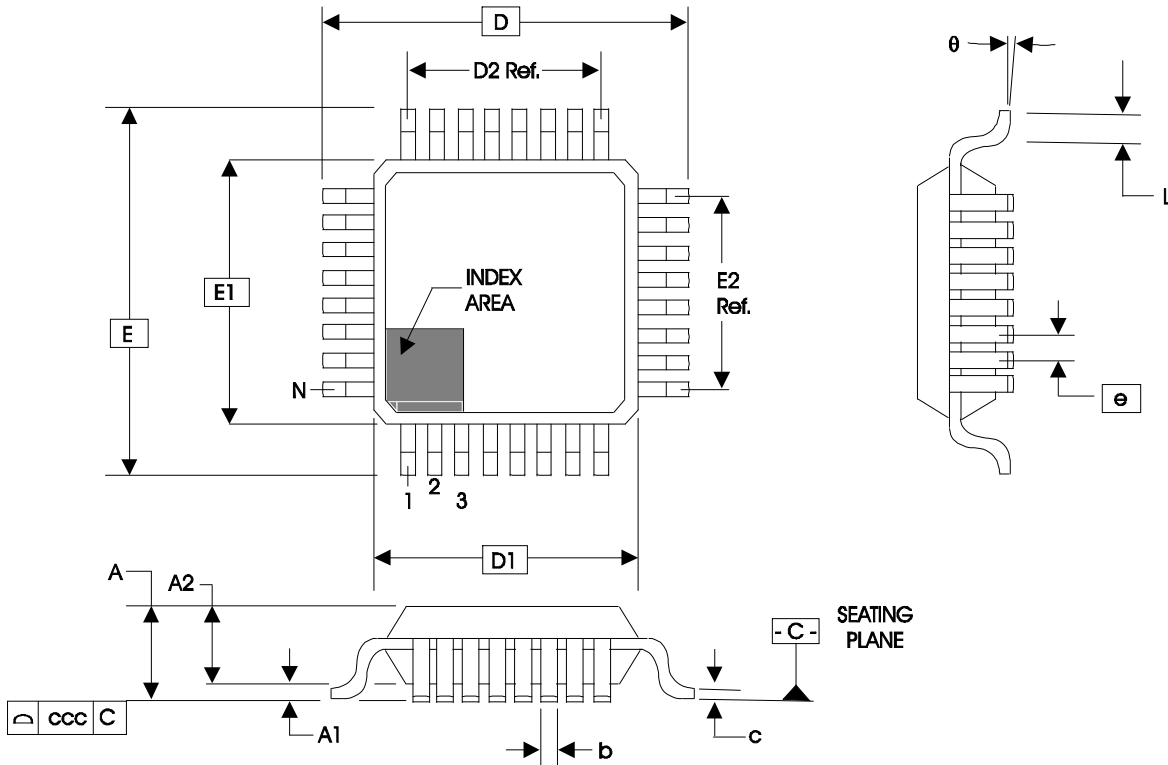 D
D2 Ref.
θ
L
E1
E
INDEX
AREA
E2
Ref.
N
e
1
2
3
D1
A
A2
- C -
SEATING
PLANE
ccc C
A1
b
c